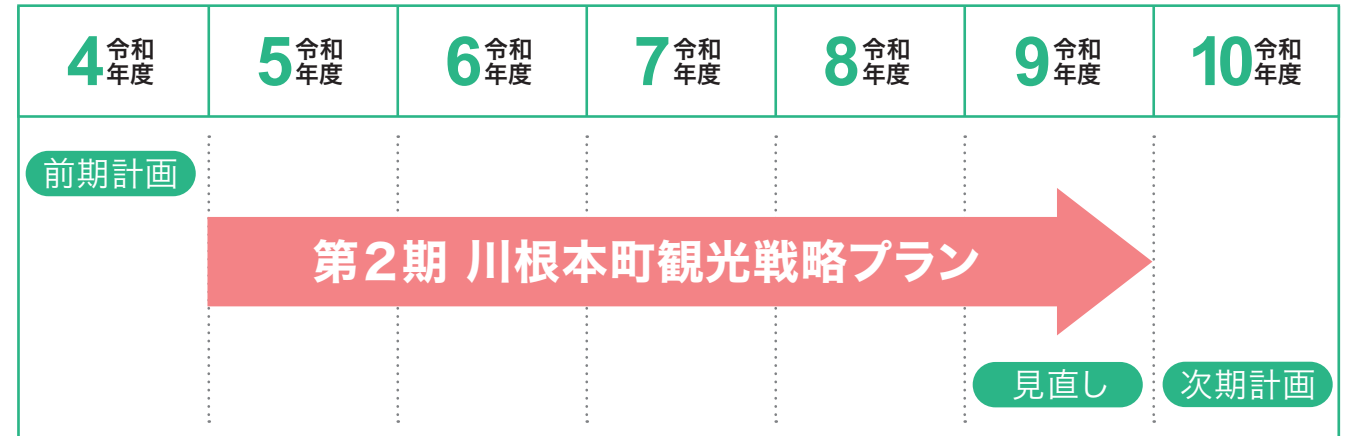 4令和年度
5令和年度
6令和年度
7令和年度
8令和年度
9令和年度
10令和年度
前期計画
第2期 川根本町観光戦略プラン
見直し
次期計画